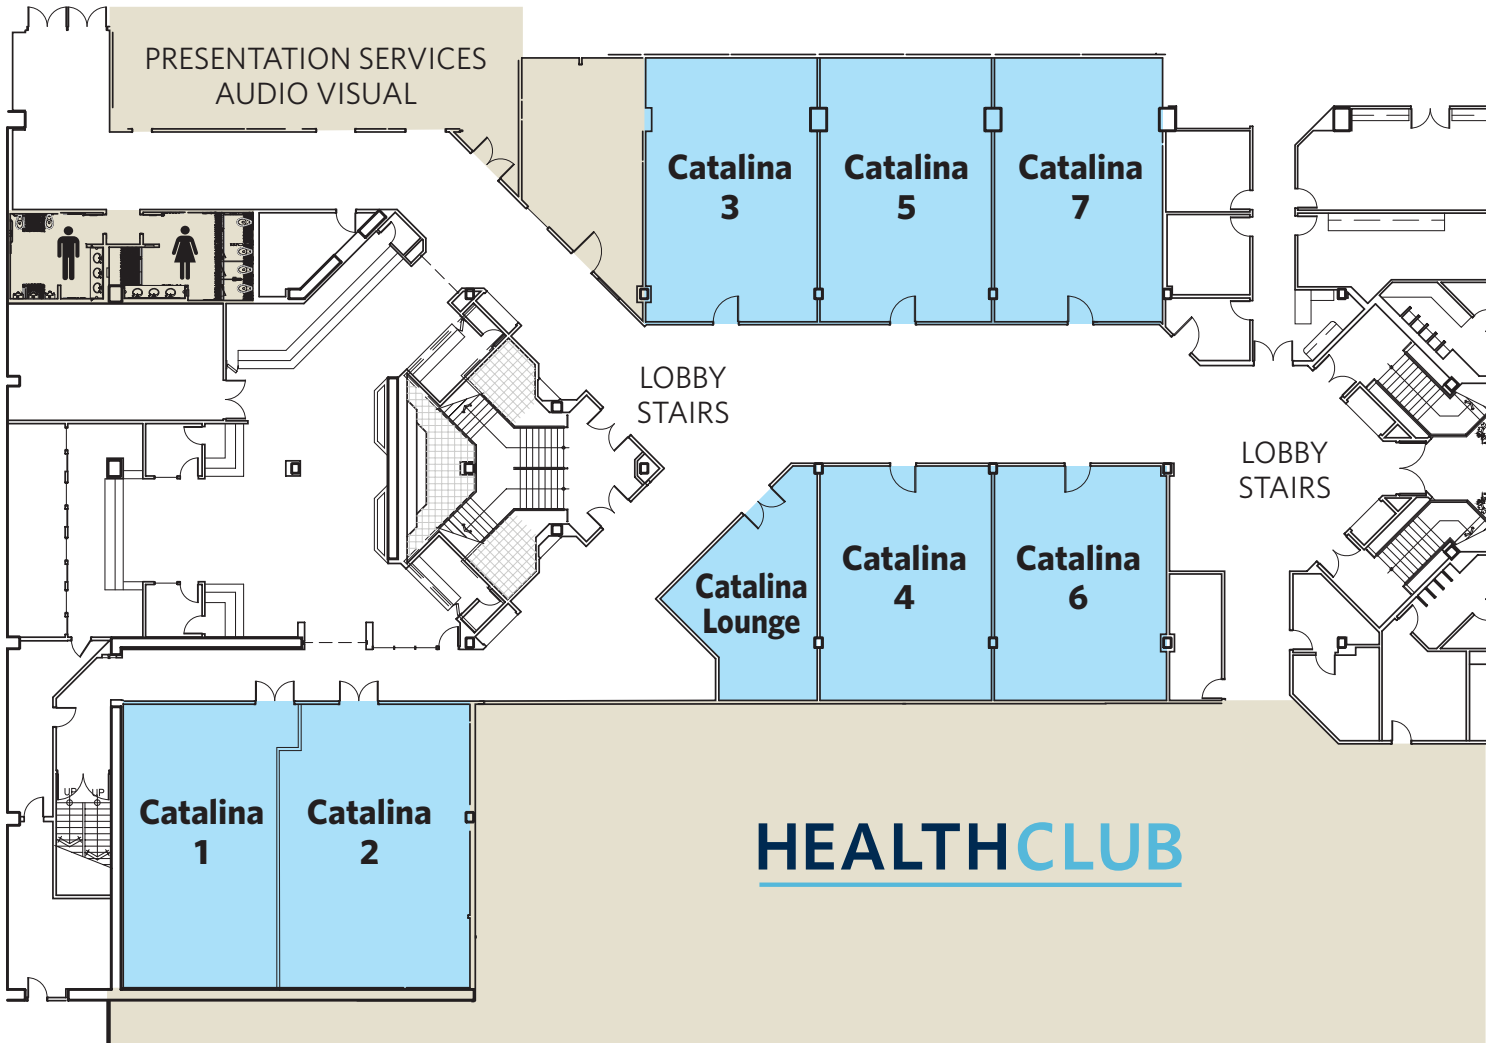 PRESENTATION SERVICES
AUDIO VISUAL
Catalina
3
Catalina
5
Catalina
7
LOBBY
STAIRS
LOBBY
STAIRS
Catalina
Lounge
Catalina
4
Catalina
6
UP UP
Catalina
1
Catalina
2
HEALTHCLUB